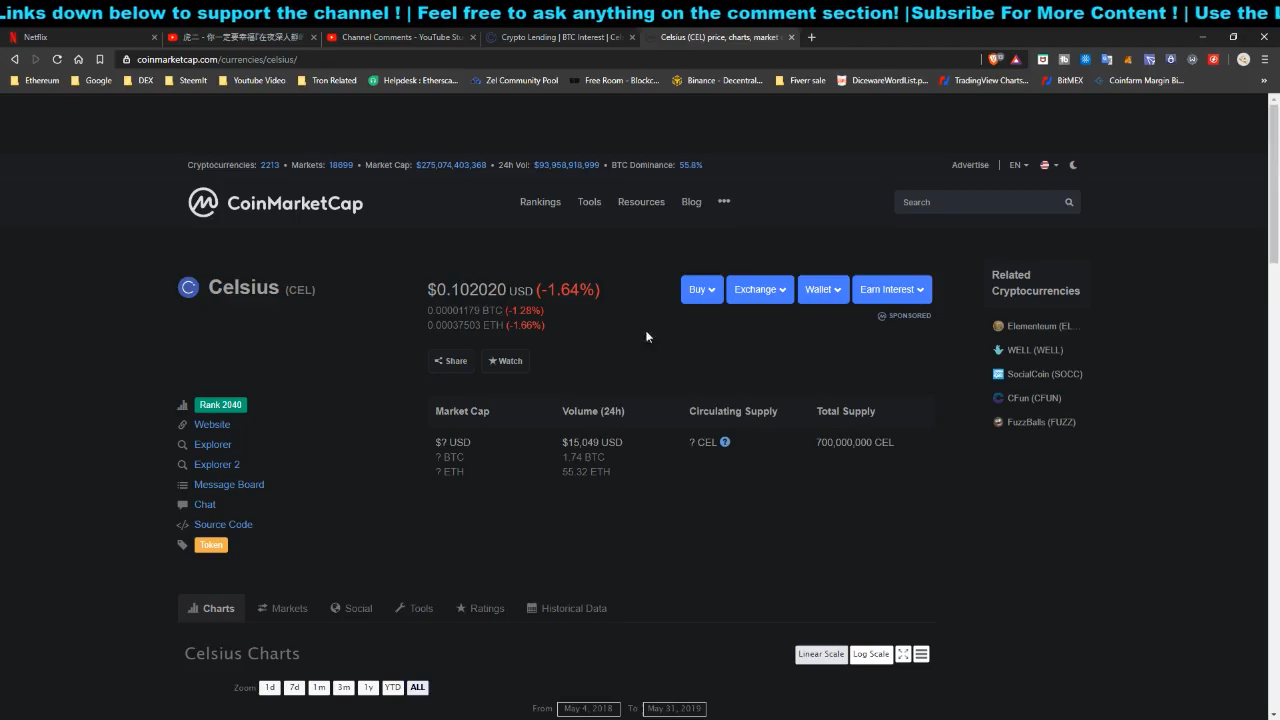 Links down below to support the channel ! | Feel free to ask anything on the comment section! |Subsribe For More Content ! | Use the
Netflix
Channel Comments - YouTube Stu
Crypto Lending | BTC Interest | Cel
Celsius (CEL) price, charts, market
coinmarketcap.com/currencies/celsius/
Ethereum
Google
DEX
SteemIt
Youtube Video
Tron Related
Helpdesk : Ethersca...
Zel Community Pool
Free Room - Blockc...
Binance - Decentral...
Fiverr sale
DicewareWordList.p...
TradingView Charts...
BitMEX
Coinfarm Margin Bi...
Cryptocurrencies: 2213 • Markets: 18699 • Market Cap: $275,074,403,368 • 24h Vol: $93,958,918,999 • BTC Dominance: 55.8%
Advertise
EN
CoinMarketCap
Rankings
Tools
Resources
Blog
•••
Search
Celsius (CEL)
$0.102020 USD (-1.64%)
0.00001179 BTC (-1.28%)
0.00037503 ETH (-1.66%)
Buy
Exchange
Wallet
Earn Interest
SPONSORED
Share
Watch
Related
Cryptocurrencies
Elementeum (EL...
WELL (WELL)
SocialCoin (SOCC)
CFun (CFUN)
FuzzBalls (FUZZ)
Rank 2040
Website
Explorer
Explorer 2
Message Board
Chat
Source Code
Token
Market Cap
Volume (24h)
Circulating Supply
Total Supply
$? USD
$15,049 USD
? CEL
700,000,000 CEL
? BTC
1.74 BTC
? ETH
55.32 ETH
Charts
Markets
Social
Tools
Ratings
Historical Data
Celsius Charts
Linear Scale
Log Scale
Zoom
1d
7d
1m
3m
1y
YTD
ALL
From
May 4, 2018
To
May 31, 2019